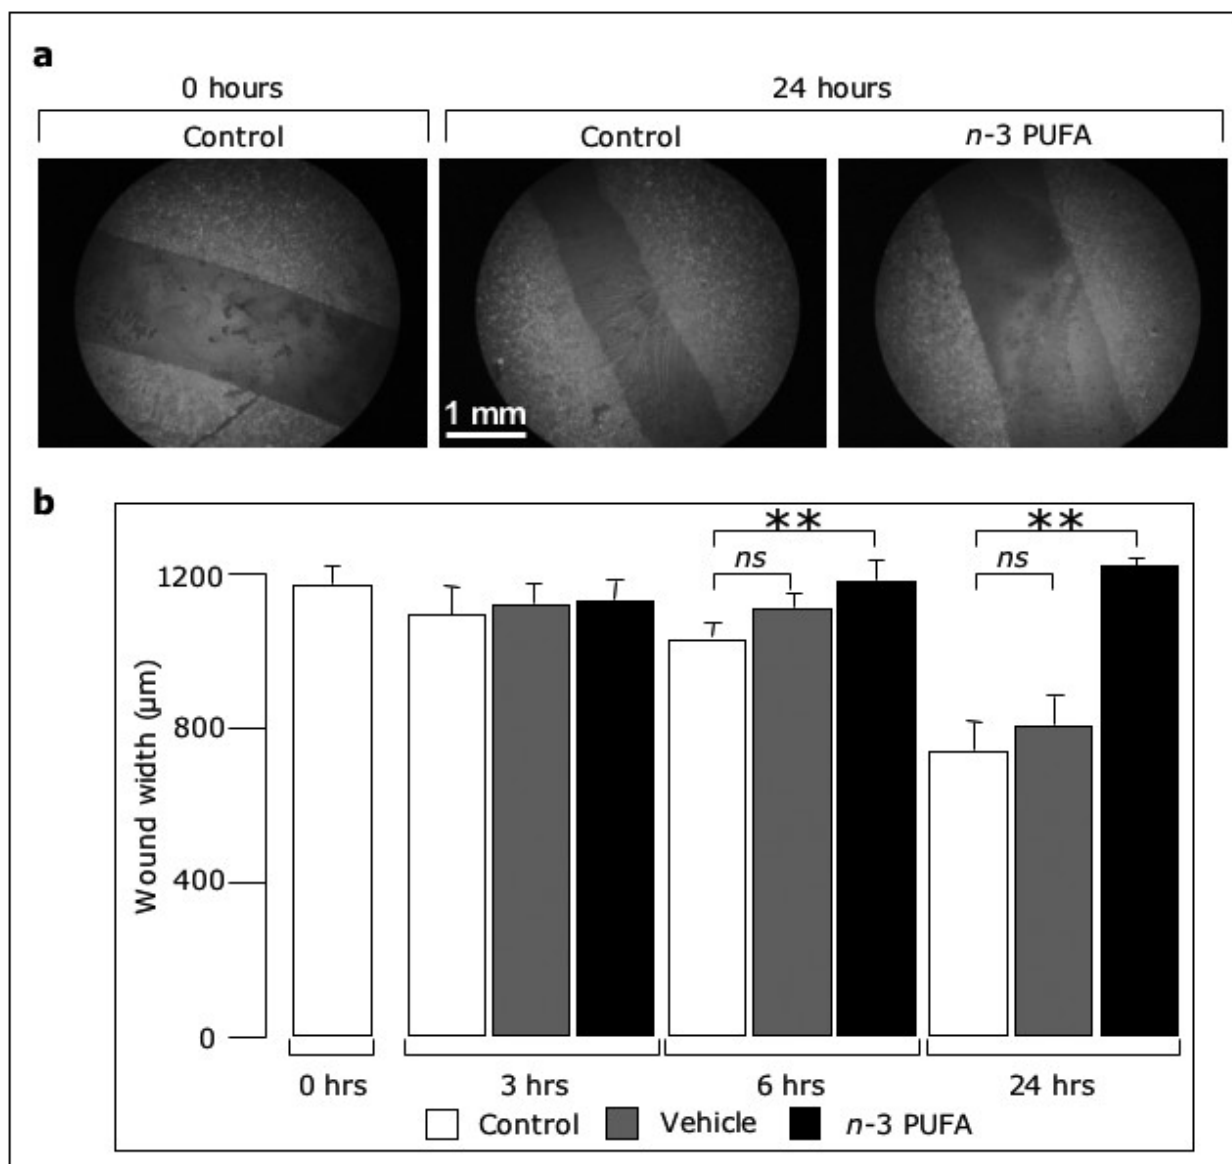 a
0 hours
24 hours
Control
Control
n-3 PUFA
1 mm
b
Wound width (µm)
1200
800
400
0
**
ns
**
ns
0 hrs
3 hrs
6 hrs
24 hrs
Control
Vehicle
n-3 PUFA